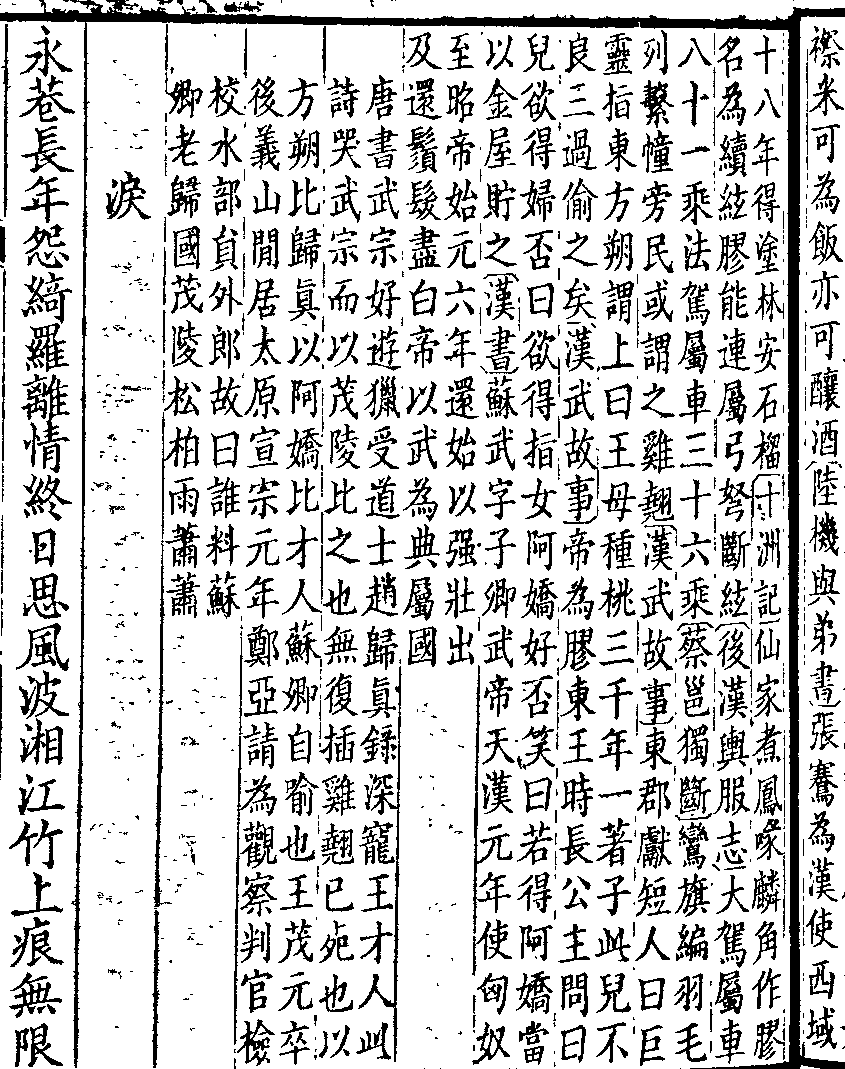 襟来可為飯亦可釀酒陸機與弟書張騫為漢使西域
十八年得塗林安石榴十洲記仙家煮鳳喙麟角作膠
名為續絃膠能連屬弓弩斷絃後漢輿服志大駕屬車
八十一乘法駕屬車三十六乘蔡邕獨斷鸞旗編羽毛
列繫幢旁民或謂之雞翹漢武故事東郡獻短人曰巨
靈指東方朔謂上曰王母種桃三千年一著子此兒不
良三過偷之矣漢武故事帝為膠東王時長公主問曰
兒欲得婦否曰欲得指女阿嬌好否笑曰若得阿嬌當
以金屋貯之漢書蘇武字子卿武帝天漢元年使匈奴
至昭帝始元六年還始以强壯出
及還鬚髮盡白帝以武為典屬國
唐書武宗好遊獵受道士趙歸眞錄深寵王才人此
詩哭武宗而以茂陵比之也無復插雞翹已宛也以
方朔比歸眞以阿嬌比才人蘇卿自喻也王茂元卒
後義山閒居太原宣宗元年鄭亞請為觀察判官檢
校水部貟外郎故曰誰料蘇
卿老歸國茂陵松柏雨蕭蕭
淚
永巷長年怨綺羅離情終日思風波湘江竹上痕無限